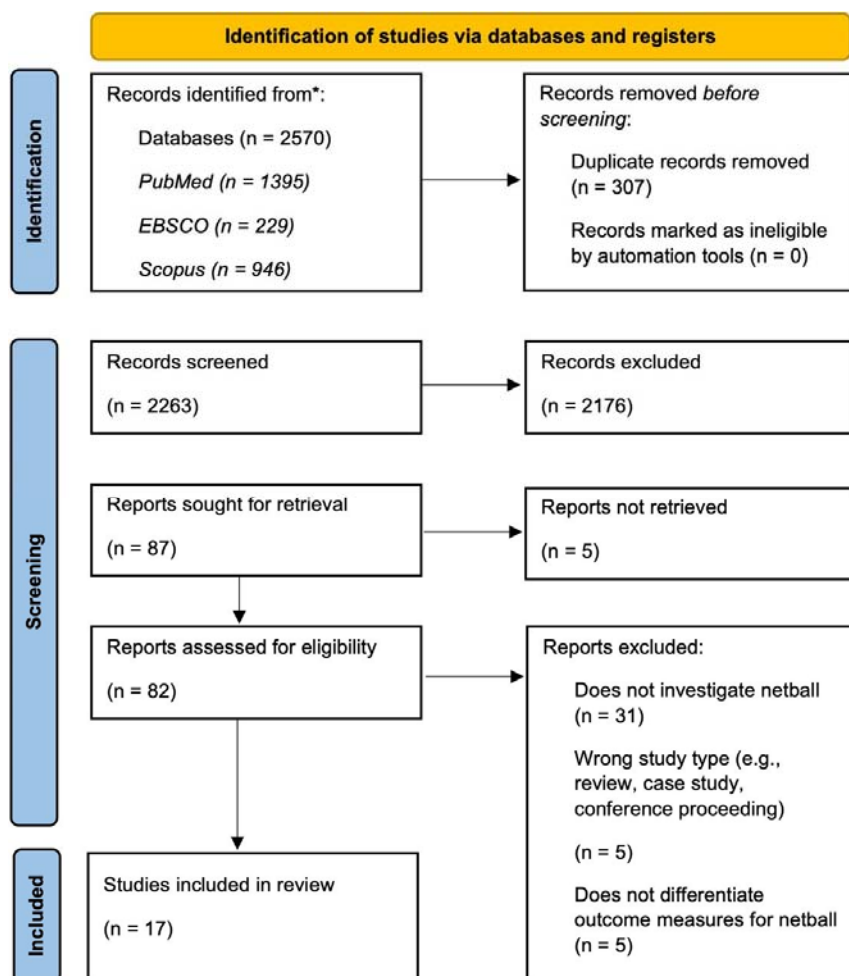 Identification of studies via databases and registers
Identification
Records identified from*:
Databases (n = 2570)
PubMed (n = 1395)
EBSCO (n = 229)
Scopus (n = 946)
Records removed before
screening:
Duplicate records removed
(n = 307)
Records marked as ineligible
by automation tools (n = 0)
Screening
Records screened
(n = 2263)
Records excluded
(n = 2176)
Reports sought for retrieval
(n = 87)
Reports not retrieved
(n = 5)
Reports assessed for eligibility
(n = 82)
Reports excluded:
Does not investigate netball
(n = 31)
Wrong study type (e.g.,
review, case study,
conference proceeding)
(n = 5)
Does not differentiate
outcome measures for netball
(n = 5)
Included
Studies included in review
(n = 17)